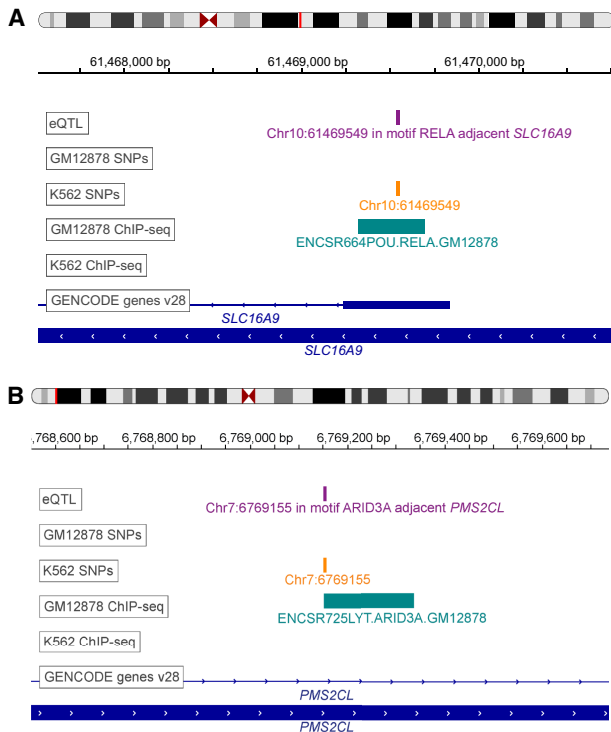 A
61,468,000 bp 61,469,000 bp 61,470,000 bp
eQTL
Chr10:61469549 in motif RELA adjacent SLC16A9
GM12878 SNPs
K562 SNPs
Chr10:61469549
GM12878 ChIP-seq
ENCSR664POU.RELA.GM12878
K562 ChIP-seq
GENCODE genes v28
SLC16A9
SLC16A9
B
,768,600 bp 6,768,800 bp 6,769,000 bp 6,769,200 bp 6,769,400 bp 6,769,600 bp
eQTL
Chr7:6769155 in motif ARID3A adjacent PMS2CL
GM12878 SNPs
K562 SNPs
Chr7:6769155
GM12878 ChIP-seq
ENCSR725LYT.ARID3A.GM12878
K562 ChIP-seq
GENCODE genes v28
PMS2CL
PMS2CL